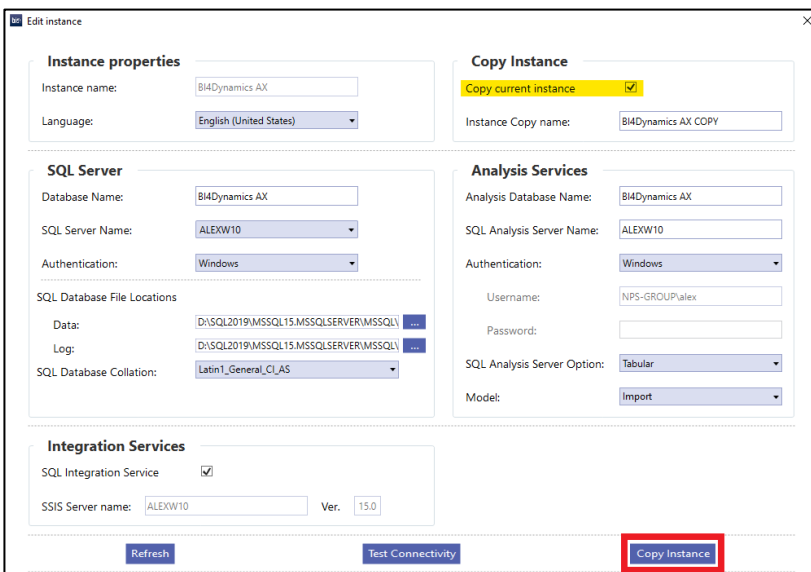 bi4 Edit instance
Instance properties
Instance name: BI4Dynamics AX
Language: English (United States)
Copy Instance
Copy current instance
Instance Copy name: BI4Dynamics AX COPY
SQL Server
Database Name: BI4Dynamics AX
SQL Server Name: ALEXW10
Authentication: Windows
SQL Database File Locations
Data: D:\SQL2019\MSSQL15.MSSQLSERVER\MSSQL\ ...
Log: D:\SQL2019\MSSQL15.MSSQLSERVER\MSSQL\ ...
SQL Database Collation: Latin1_General_CI_AS
Analysis Services
Analysis Database Name: BI4Dynamics AX
SQL Analysis Server Name: ALEXW10
Authentication: Windows
Username: NPS-GROUP\alex
Password:
SQL Analysis Server Option: Tabular
Model: Import
Integration Services
SQL Integration Service
SSIS Server name: ALEXW10 Ver. 15.0
Refresh Test Connectivity Copy Instance